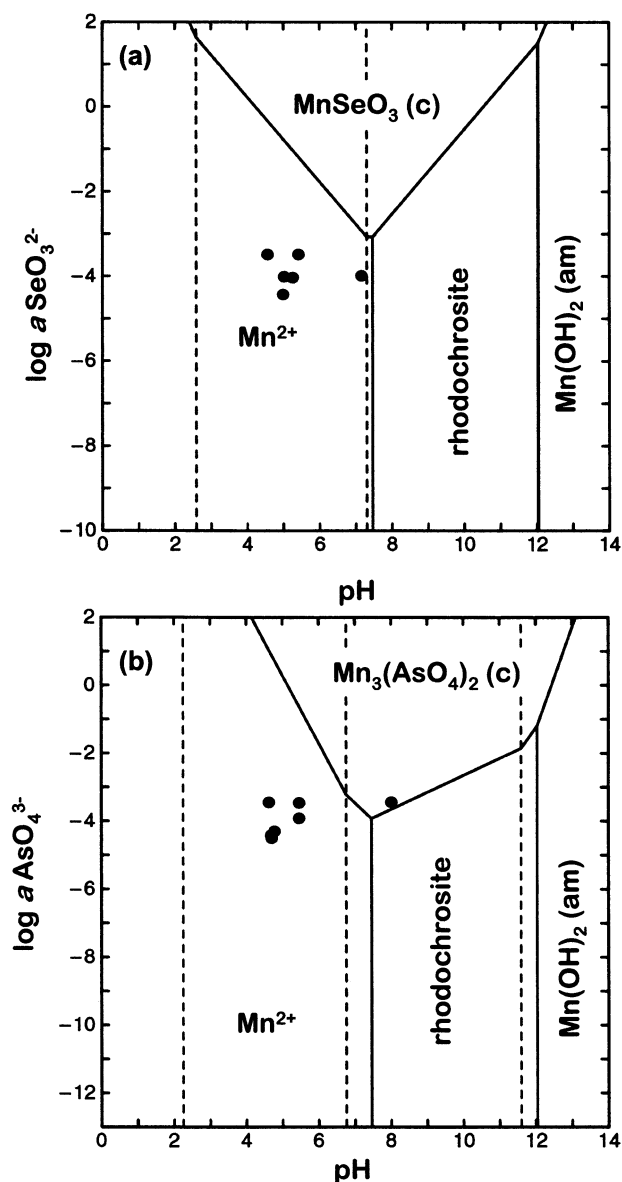 2
(a)
MnSeO₃ (c)
0
−2
log a SeO₃²⁻
−4
Mn²⁺
−6
rhodochrosite
Mn(OH)₂ (am)
−8
−10
0 2 4 6 8 10 12 14
pH
2
(b)
Mn₃(AsO₄)₂ (c)
0
−2
log a AsO₄³⁻
−4
−6
rhodochrosite
Mn(OH)₂ (am)
−8
−10
Mn²⁺
−12
0 2 4 6 8 10 12 14
pH